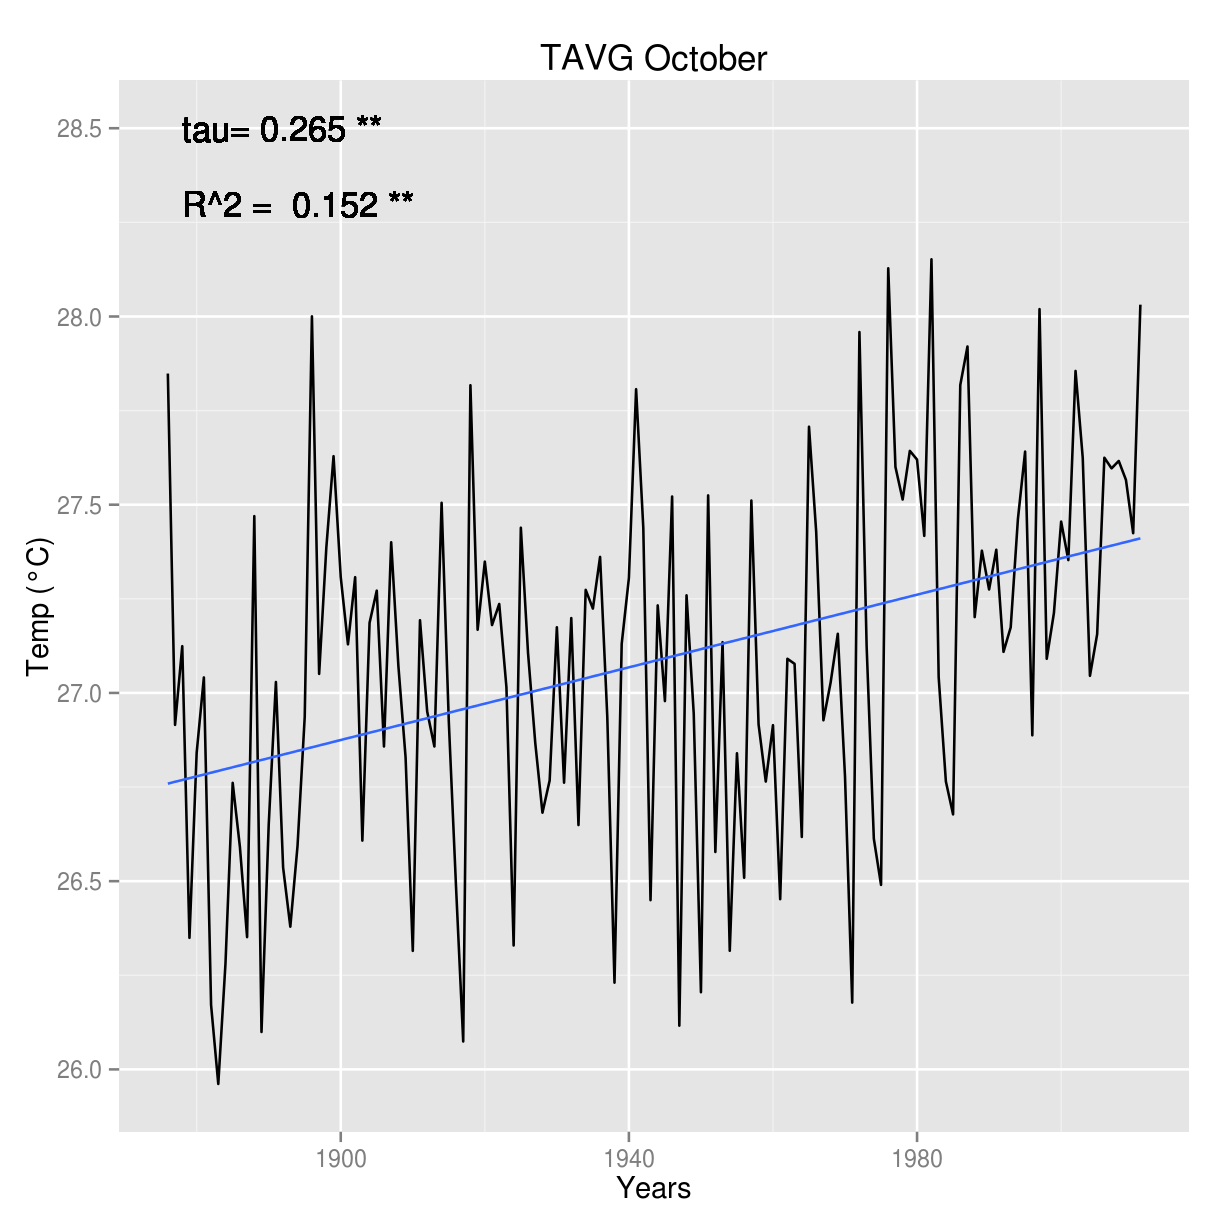 TAVG October
tau= 0.265 **
R^2 =  0.152 **
28.5
28.0
27.5
27.0
26.5
26.0
Temp (°C)
1900
1940
1980
Years